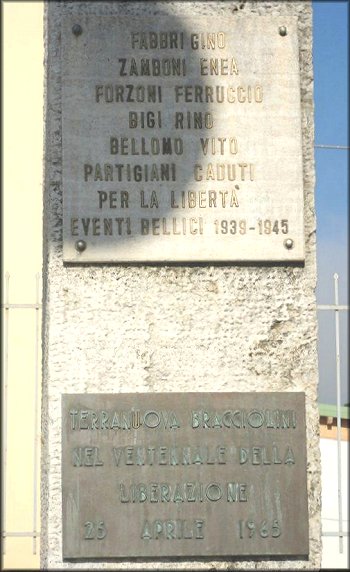 FABBRI GINO
ZAMBONI ENEA
FORZONI FERRUCCIO
BIGI RINO
BELLOMO VITO
PARTIGIANI CADUTI
PER LA LIBERTÀ
EVENTI BELLICI 1939-1945
TERRANUOVA BRACCIOLINI
NEL VENTENNALE DELLA
LIBERAZIONE
25 APRILE 1965